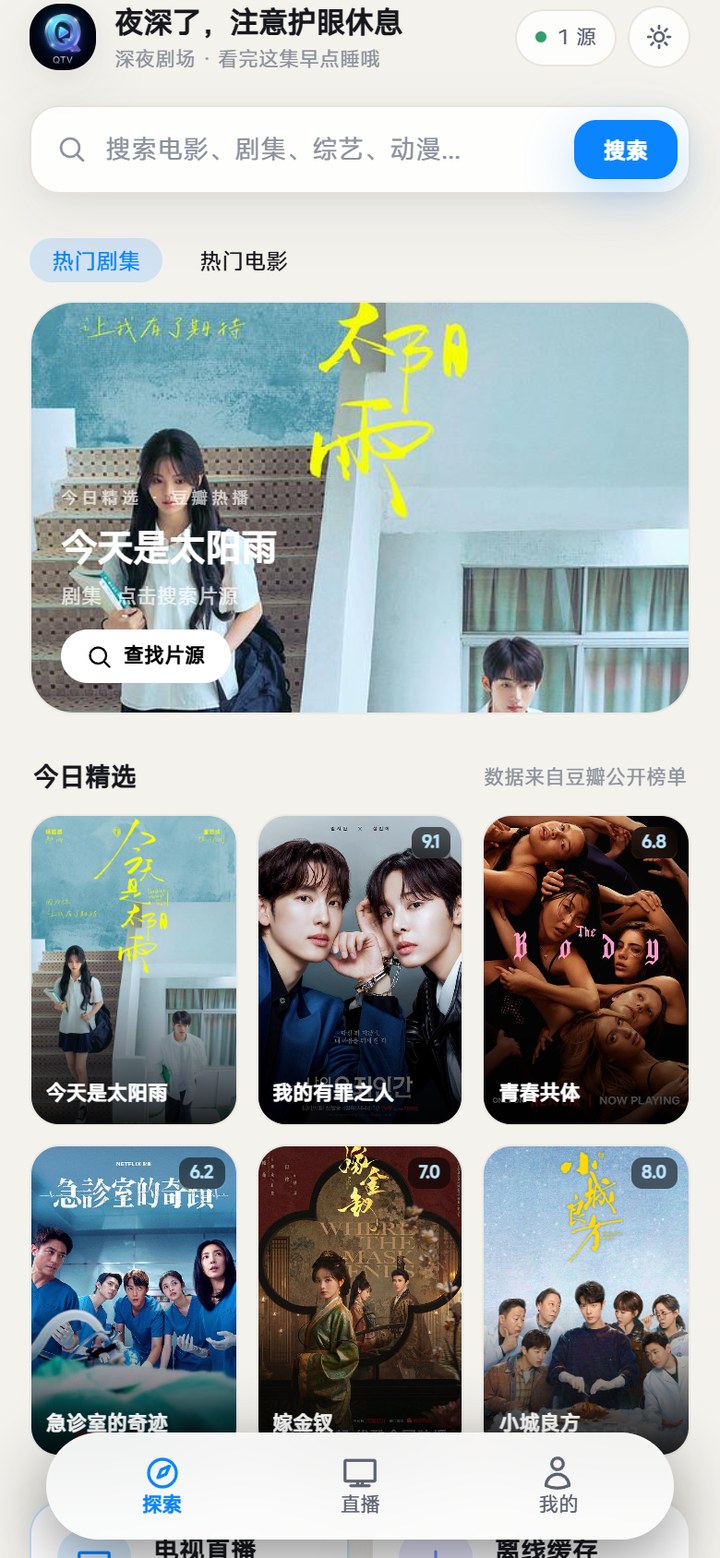 夜深了，注意护眼休息
深夜剧场 · 看完这集早点睡哦
QTV
1 源
搜索电影、剧集、综艺、动漫...
搜索
热门剧集
热门电影
让我有了期待
太阳
雨
今日精选 · 豆瓣热播
今天是太阳雨
剧集 · 点击搜索片源
查找片源
今日精选
数据来自豆瓣公开榜单
今天是太阳雨
今天是太阳雨
9.1
我的有罪之人
6.8
The
Body
NOW PLAYING
青春共体
NETFLIX
6.2
急診室的奇蹟
急诊室的奇迹
7.0
嫁金钗
WHERE
THE
MASK
ENDS
嫁金钗
8.0
小城良方
小城良方
探索
直播
我的
电视直播
离线缓存